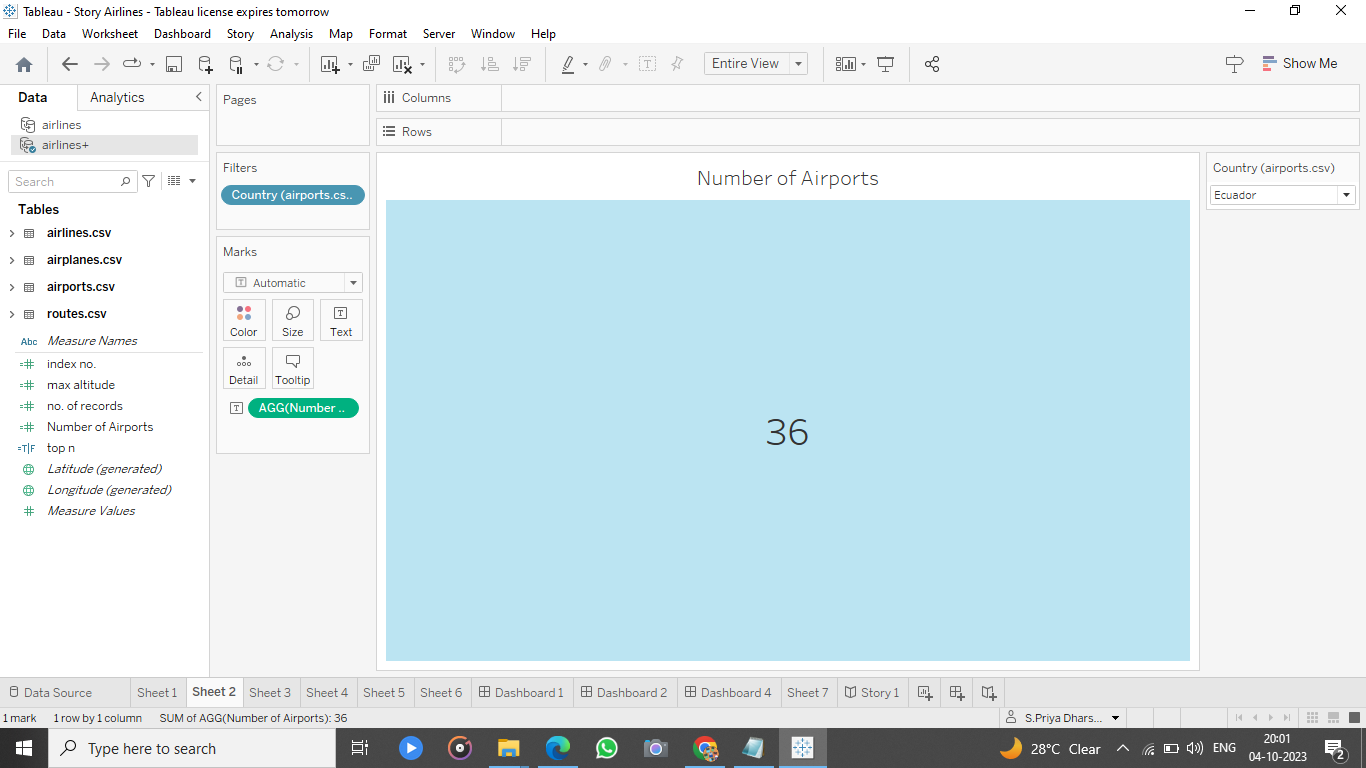 Tableau - Story Airlines - Tableau license expires tomorrow
File Data Worksheet Dashboard Story Analysis Map Format Server Window Help
Entire View
Show Me
Data Analytics
airlines
airlines+
Search
Tables
airlines.csv
airplanes.csv
airports.csv
routes.csv
Abc Measure Names
index no.
max altitude
no. of records
Number of Airports
T|F top n
Latitude (generated)
Longitude (generated)
Measure Values
Pages
Filters
Country (airports.cs..
Marks
Automatic
Color Size Text
Detail Tooltip
AGG(Number ..
Columns
Rows
Number of Airports
36
Country (airports.csv)
Ecuador
Data Source Sheet 1 Sheet 2 Sheet 3 Sheet 4 Sheet 5 Sheet 6 Dashboard 1 Dashboard 2 Dashboard 4 Sheet 7 Story 1
1 mark 1 row by 1 column SUM of AGG(Number of Airports): 36 S.Priya Dhars...
Type here to search 28°C Clear ENG 20:01
04-10-2023 2